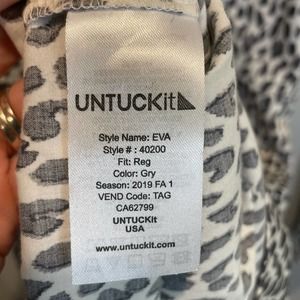 UNTUCKit
Style Name: EVA
Style # : 40200
Fit: Reg
Color: Gry
Season: 2019 FA 1
VEND Code: TAG
CA62799
UNTUCKit
USA
www.untuckit.com